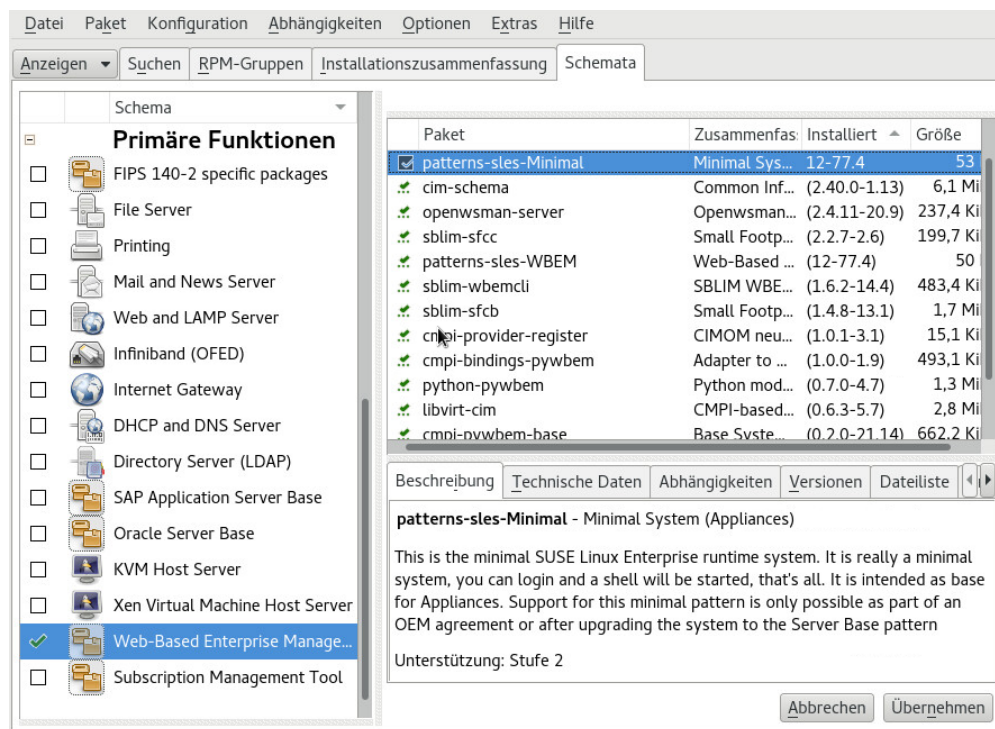 Datei Paket Konfiguration Abhängigkeiten Optionen Extras Hilfe
Anzeigen Suchen RPM-Gruppen Installationszusammenfassung Schemata
Schema
Primäre Funktionen
FIPS 140-2 specific packages
File Server
Printing
Mail and News Server
Web and LAMP Server
Infiniband (OFED)
Internet Gateway
DHCP and DNS Server
Directory Server (LDAP)
SAP Application Server Base
Oracle Server Base
KVM Host Server
Xen Virtual Machine Host Server
Web-Based Enterprise Manage...
Subscription Management Tool
Paket Zusammenfas Installiert Größe
patterns-sles-Minimal Minimal Sys... 12-77.4 53
cim-schema Common Inf... (2.40.0-1.13) 6,1 Mi
openwsman-server Openwsman... (2.4.11-20.9) 237,4 Ki
sblim-sfcc Small Footp... (2.2.7-2.6) 199,7 Ki
patterns-sles-WBEM Web-Based ... (12-77.4) 50
sblim-wbemcli SBLIM WBE... (1.6.2-14.4) 483,4 Ki
sblim-sfcb Small Footp... (1.4.8-13.1) 1,7 Mi
cmpi-provider-register CIMOM neu... (1.0.1-3.1) 15,1 Ki
cmpi-bindings-pywbem Adapter to ... (1.0.0-1.9) 493,1 Ki
python-pywbem Python mod... (0.7.0-4.7) 1,3 Mi
libvirt-cim CMPI-based... (0.6.3-5.7) 2,8 Mi
cmpi-pywbem-base Base Syste... (0.2.0-21.14) 662,2 Ki
Beschreibung Technische Daten Abhängigkeiten Versionen Dateiliste
patterns-sles-Minimal - Minimal System (Appliances)
This is the minimal SUSE Linux Enterprise runtime system. It is really a minimal
system, you can login and a shell will be started, that's all. It is intended as base
for Appliances. Support for this minimal pattern is only possible as part of an
OEM agreement or after upgrading the system to the Server Base pattern
Unterstützung: Stufe 2
Abbrechen Übernehmen